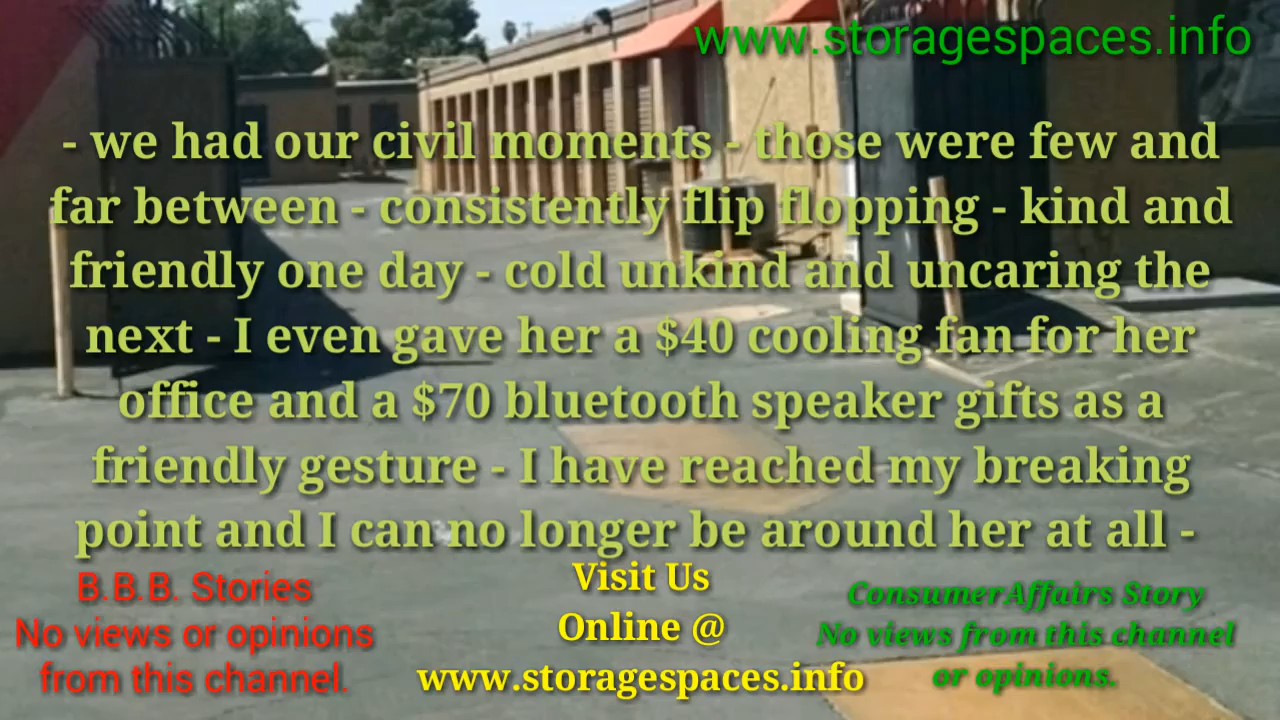 www.storagespaces.info
- we had our civil moments - those were few and
far between - consistently flip flopping - kind and
friendly one day - cold unkind and uncaring the
next - I even gave her a $40 cooling fan for her
office and a $70 bluetooth speaker gifts as a
friendly gesture - I have reached my breaking
point and I can no longer be around her at all -
B.B.B. Stories
No views or opinions
from this channel.
Visit Us
Online @
www.storagespaces.info
ConsumerAffairs Story
No views from this channel
or opinions.